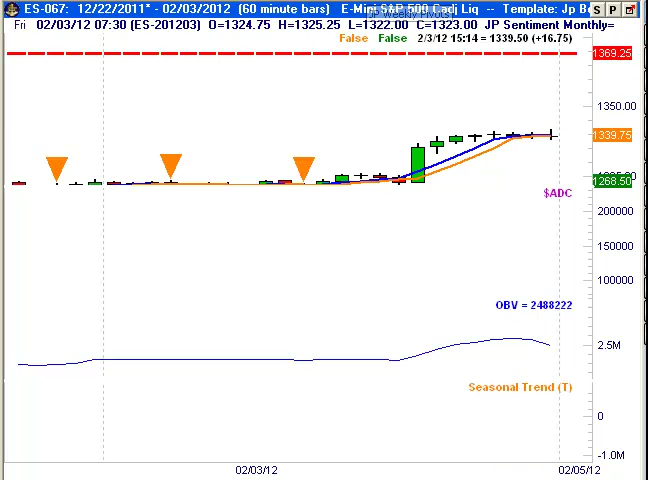 ES-067: 12/22/2011* - 02/03/2012 (60 minute bars) E-Mini S&P 500 Cadj Liq -- Template: Jp B S P
JP Weekly Pivots
Fri 02/03/12 07:30 (ES-201203) O=1324.75 H=1325.25 L=1322.00 C=1323.00 JP Sentiment Monthly=
False False 2/3/12 15:14 = 1339.50 (+16.75)
1369.25
1350.00
1339.75
1268.50
$ADC
200000
150000
100000
OBV = 2488222
2.5M
Seasonal Trend (T)
0
-1.0M
02/03/12 02/05/12